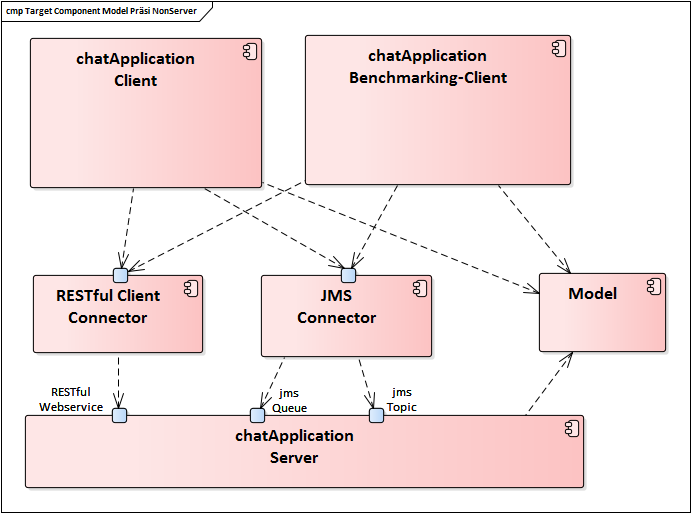 cmp Target Component Model Präsi NonServer
chatApplication
Client
chatApplication
Benchmarking-Client
RESTful Client
Connector
JMS
Connector
Model
RESTful
Webservice
jms
Queue
jms
Topic
chatApplication
Server